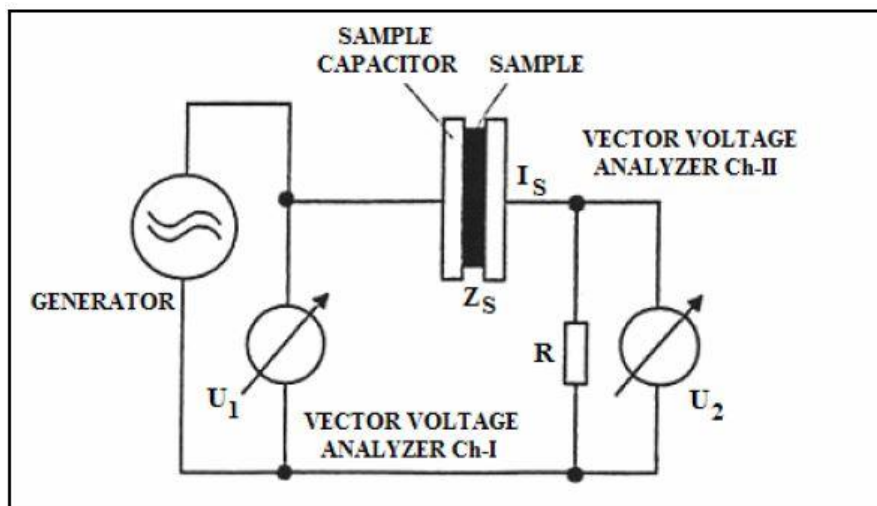 SAMPLE
CAPACITOR
SAMPLE
VECTOR VOLTAGE
ANALYZER Ch-II
I S
GENERATOR
Z S
R
U 1
U 2
VECTOR VOLTAGE
ANALYZER Ch-I